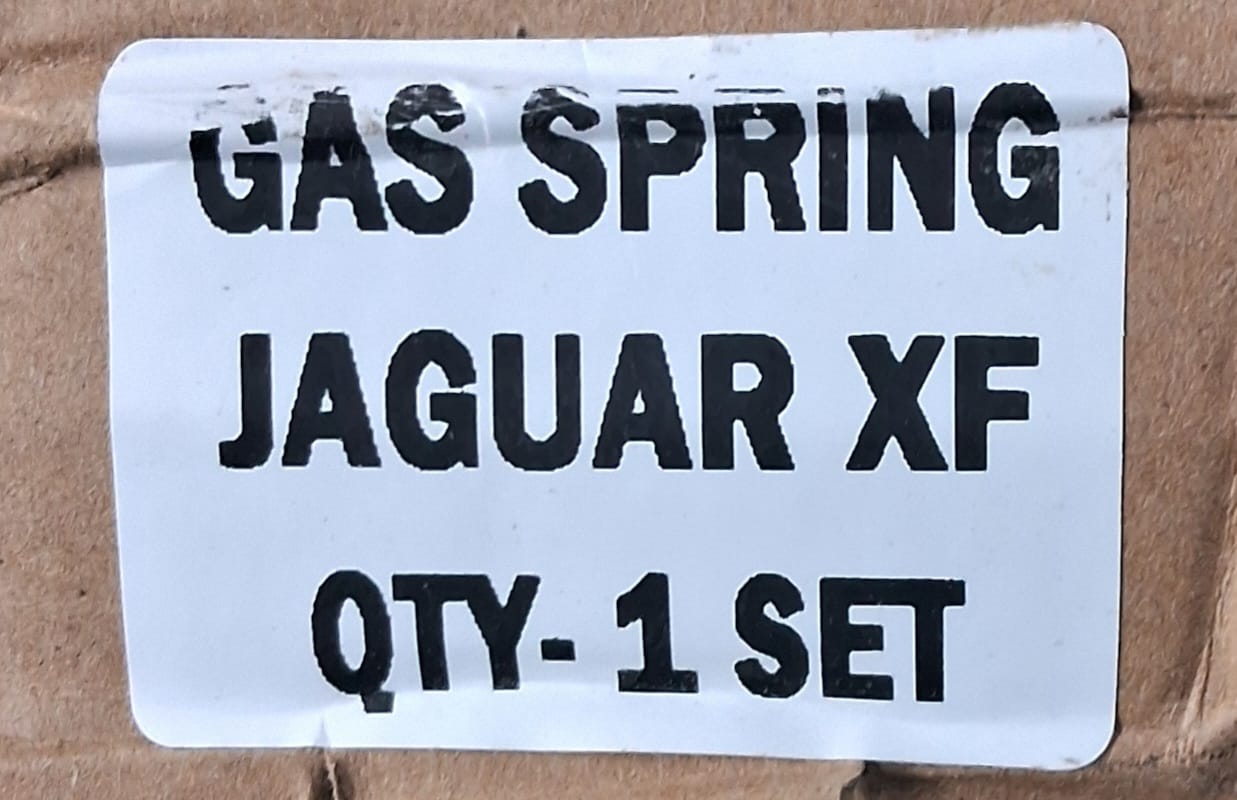 GAS SPRING
JAGUAR XF
QTY- 1 SET